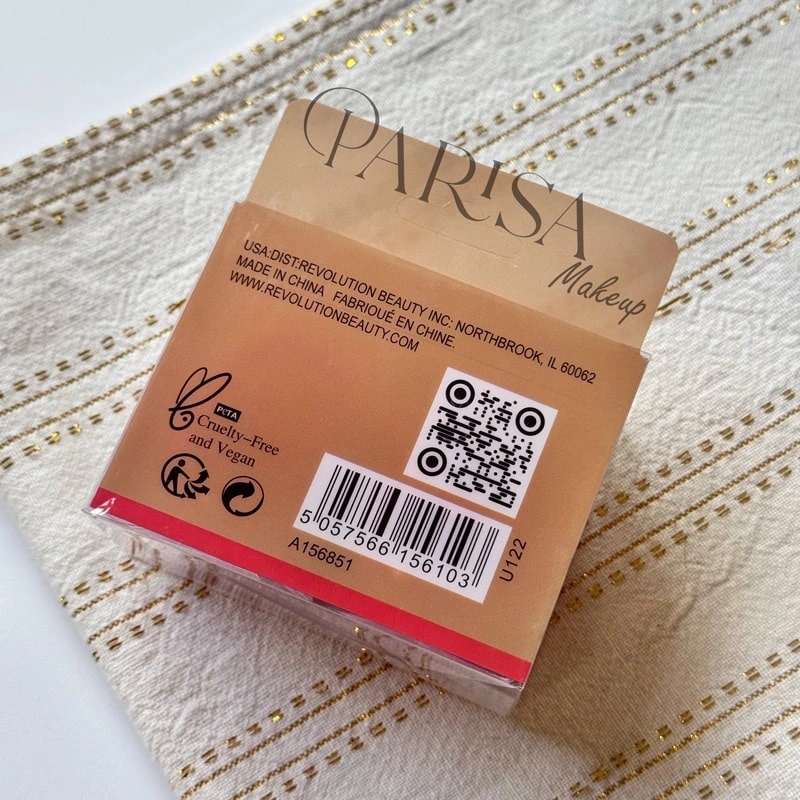 PARISA
Makeup
USA:DIST:REVOLUTION BEAUTY INC: NORTHBROOK, IL 60062
MADE IN CHINA FABRIQUÉ EN CHINE.
WWW.REVOLUTIONBEAUTY.COM
PETA
Cruelty-Free
and Vegan
5 057566 156103
A156851
U122